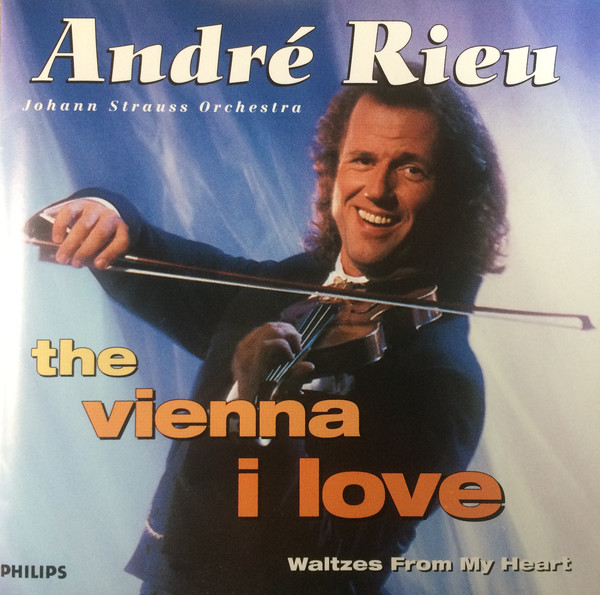 André Rieu
Johann Strauss Orchestra
the
vienna
i love
Waltzes From My Heart
PHILIPS